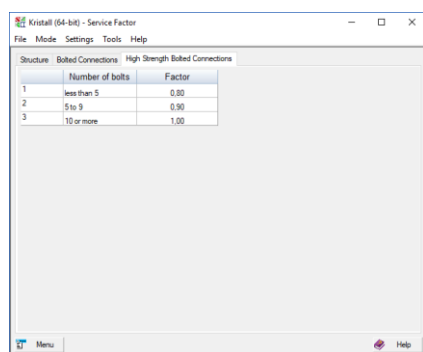 Kristall (64-bit) - Service Factor
File Mode Settings Tools Help
Structure Bolted Connections High Strength Bolted Connections
Number of bolts Factor
1 less than 5 0,80
2 5 to 9 0,90
3 10 or more 1,00
Menu Help